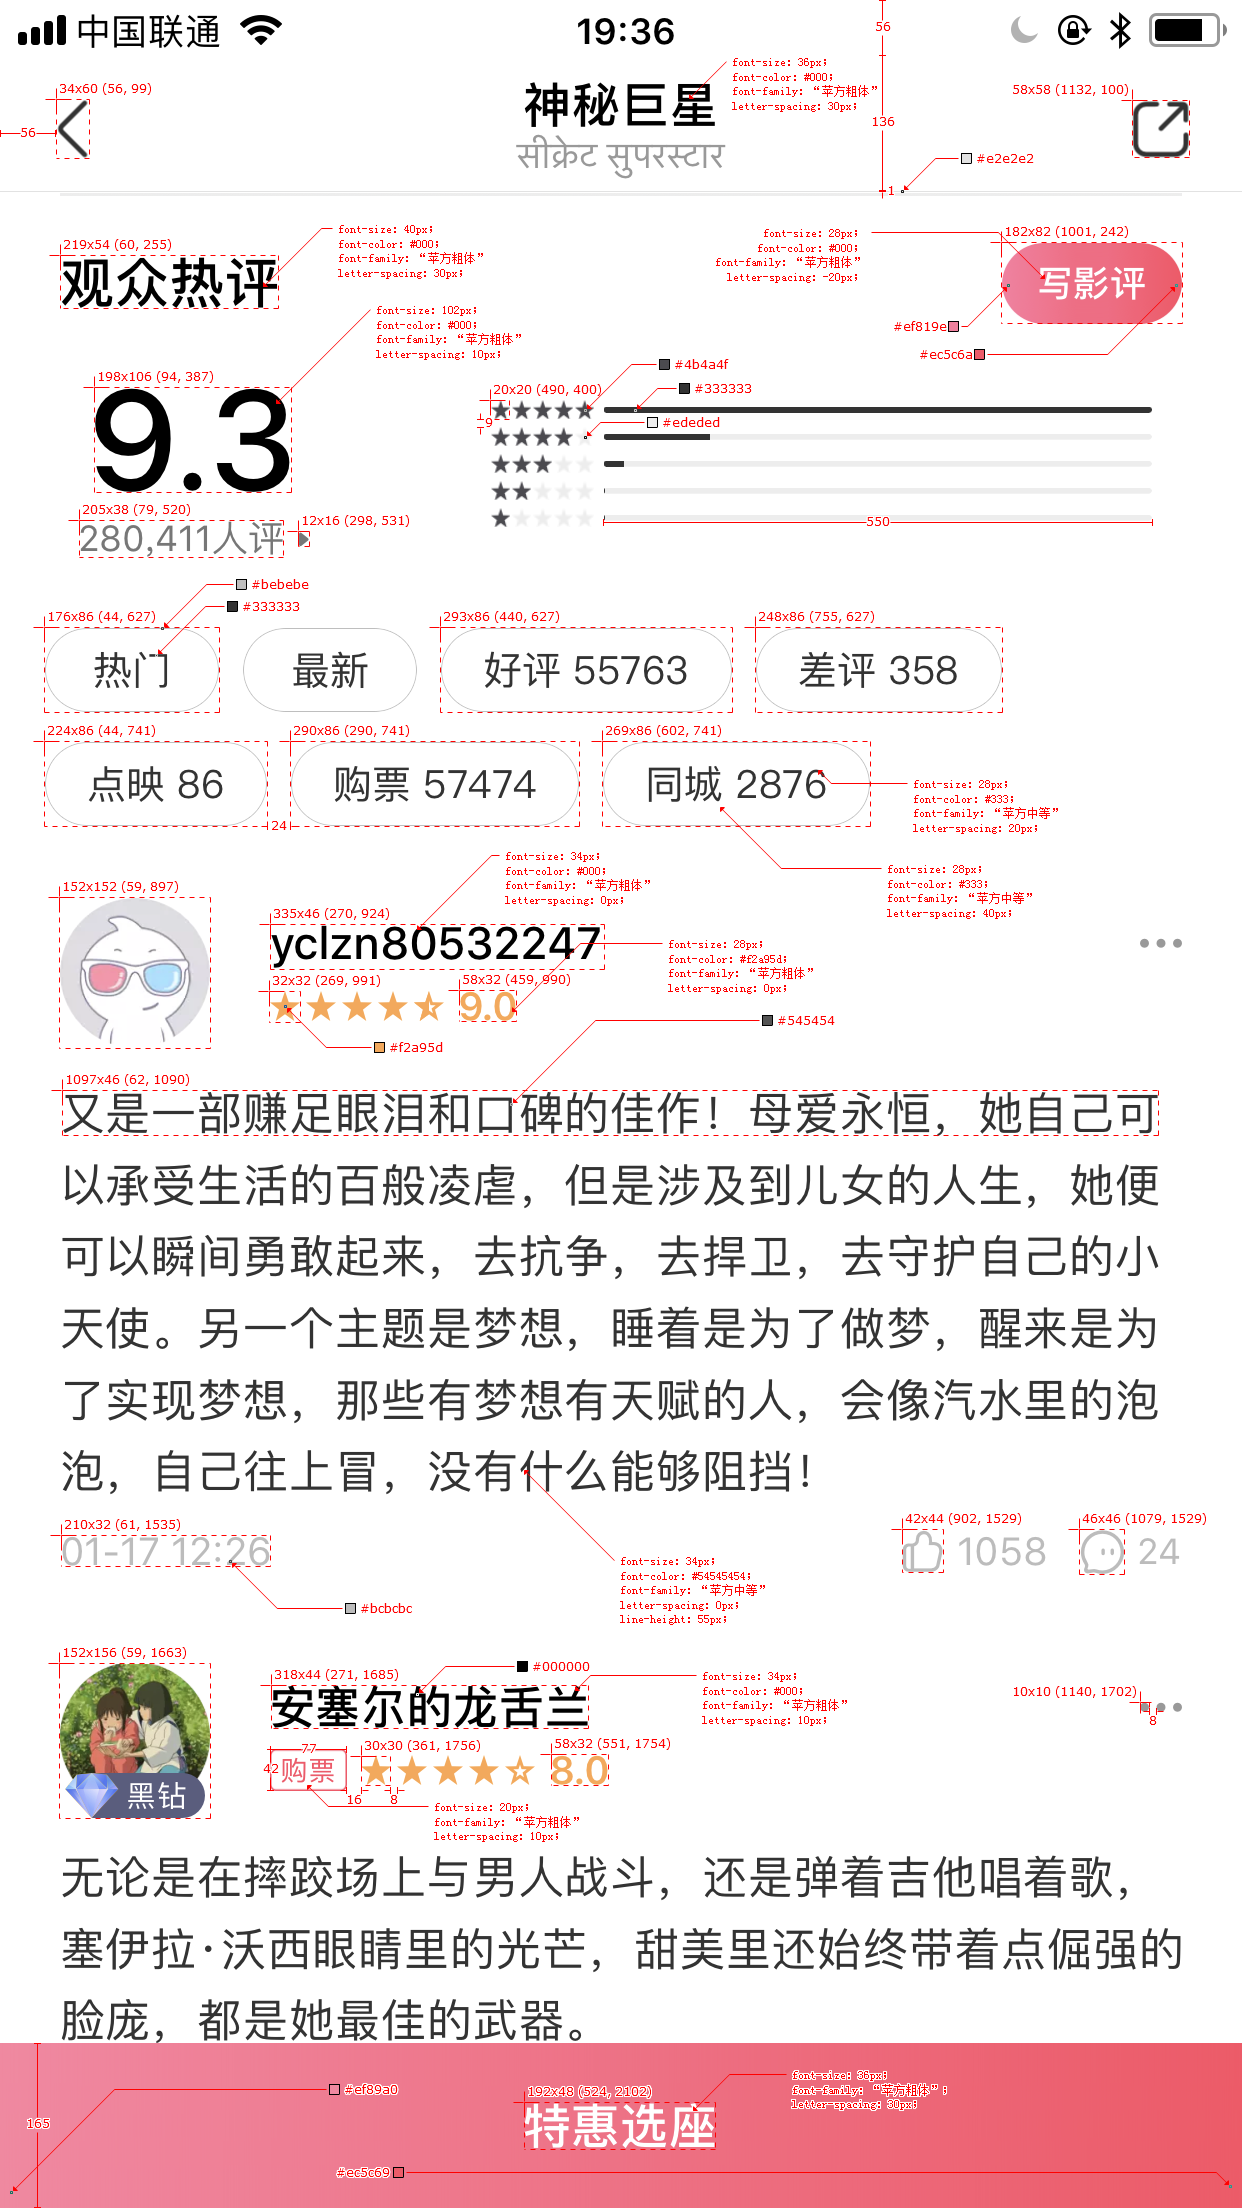 中国联通
19:36
56
font-size: 36px;
font-color: #000;
font-family: “苹方粗体”
letter-spacing: 30px;
34x60 (56, 99)
56
神秘巨星
सीक्रेट सुपरस्टार
136
58x58 (1132, 100)
#e2e2e2
1
219x54 (60, 255)
观众热评
font-size: 40px;
font-color: #000;
font-family: “苹方粗体”
letter-spacing: 30px;
font-size: 28px;
font-color: #000;
font-family: “苹方粗体”
letter-spacing: -20px;
182x82 (1001, 242)
写影评
#ef819e
#ec5c6a
font-size: 102px;
font-color: #000;
font-family: “苹方粗体”
letter-spacing: 10px;
198x106 (94, 387)
9.3
205x38 (79, 520)
280,411人评
12x16 (298, 531)
20x20 (490, 400)
9
#4b4a4f
#333333
#ededed
550
#bebebe
#333333
176x86 (44, 627)
热门
最新
293x86 (440, 627)
好评 55763
248x86 (755, 627)
差评 358
224x86 (44, 741)
点映 86
24
290x86 (290, 741)
购票 57474
269x86 (602, 741)
同城 2876
font-size: 28px;
font-color: #333;
font-family: “苹方中等”
letter-spacing: 20px;
font-size: 28px;
font-color: #333;
font-family: “苹方中等”
letter-spacing: 40px;
152x152 (59, 897)
font-size: 34px;
font-color: #000;
font-family: “苹方粗体”
letter-spacing: 0px;
335x46 (270, 924)
yclzn80532247
32x32 (269, 991)
58x32 (459, 990)
9.0
font-size: 28px;
font-color: #f2a95d;
font-family: “苹方粗体”
letter-spacing: 0px;
#f2a95d
#545454
1097x46 (62, 1090)
又是一部赚足眼泪和口碑的佳作！母爱永恒，她自己可
以承受生活的百般凌虐，但是涉及到儿女的人生，她便
可以瞬间勇敢起来，去抗争，去捍卫，去守护自己的小
天使。另一个主题是梦想，睡着是为了做梦，醒来是为
了实现梦想，那些有梦想有天赋的人，会像汽水里的泡
泡，自己往上冒，没有什么能够阻挡！
210x32 (61, 1535)
01-17 12:26
#bcbcbc
font-size: 34px;
font-color: #54545454;
font-family: “苹方中等”
letter-spacing: 0px;
line-height: 55px;
42x44 (902, 1529)
1058
46x46 (1079, 1529)
24
152x156 (59, 1663)
黑钻
318x44 (271, 1685)
安塞尔的龙舌兰
#000000
font-size: 34px;
font-color: #000;
font-family: “苹方粗体”
letter-spacing: 10px;
10x10 (1140, 1702)
8
77
42
购票
16
30x30 (361, 1756)
8
58x32 (551, 1754)
8.0
font-size: 20px;
font-family: “苹方粗体”
letter-spacing: 10px;
无论是在摔跤场上与男人战斗，还是弹着吉他唱着歌，
塞伊拉·沃西眼睛里的光芒，甜美里还始终带着点倔强的
脸庞，都是她最佳的武器。
165
#ef89a0
192x48 (524, 2102)
特惠选座
font-size: 36px;
font-family: “苹方粗体”;
letter-spacing: 30px;
#ec5c69